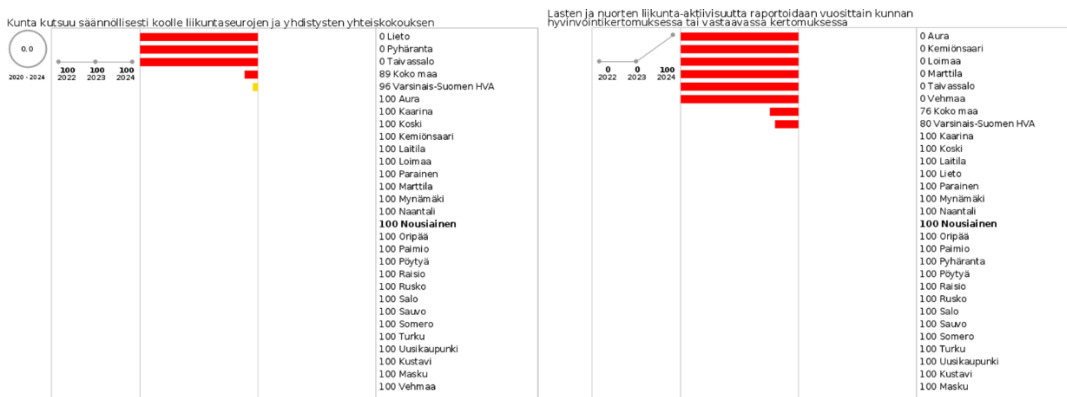 Kunta kutsuu säännöllisesti koolle liikuntaseurojen ja yhdistysten yhteiskokouksen
0.0
2020 - 2024
100 100 100
2022 2023 2024
0 Lieto
0 Pyhäranta
0 Taivassalo
89 Koko maa
96 Varsinais-Suomen HVA
100 Aura
100 Kaarina
100 Koski
100 Kemiönsaari
100 Laitila
100 Loimaa
100 Parainen
100 Marttila
100 Mynämäki
100 Naantali
100 Nousiainen
100 Oripää
100 Paimio
100 Pöytyä
100 Raisio
100 Rusko
100 Salo
100 Sauvo
100 Somero
100 Turku
100 Uusikaupunki
100 Kustavi
100 Masku
100 Vehmaa
Lasten ja nuorten liikunta-aktiivisuutta raportoidaan vuosittain kunnan
hyvinvointikertomuksessa tai vastaavassa kertomuksessa
0 0 100
2022 2023 2024
0 Aura
0 Kemiönsaari
0 Loimaa
0 Marttila
0 Taivassalo
0 Vehmaa
76 Koko maa
80 Varsinais-Suomen HVA
100 Kaarina
100 Koski
100 Laitila
100 Lieto
100 Parainen
100 Mynämäki
100 Naantali
100 Nousiainen
100 Oripää
100 Paimio
100 Pyhäranta
100 Pöytyä
100 Raisio
100 Rusko
100 Salo
100 Sauvo
100 Somero
100 Turku
100 Uusikaupunki
100 Kustavi
100 Masku